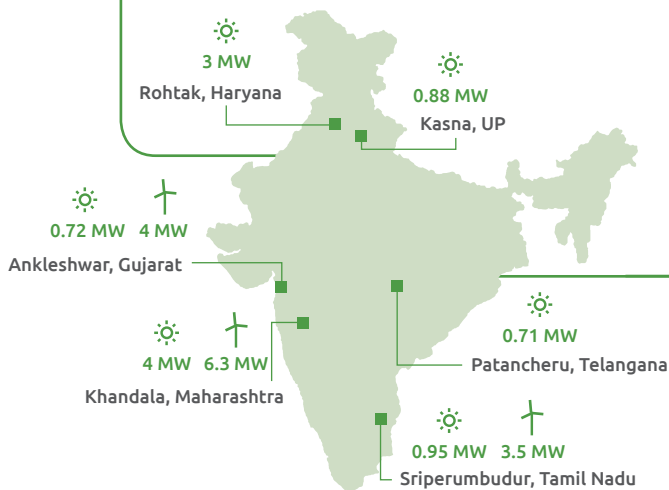 3 MW
Rohtak, Haryana
0.88 MW
Kasna, UP
0.72 MW 4 MW
Ankleshwar, Gujarat
4 MW 6.3 MW
Khandala, Maharashtra
0.71 MW
Patancheru, Telangana
0.95 MW 3.5 MW
Sriperumbudur, Tamil Nadu